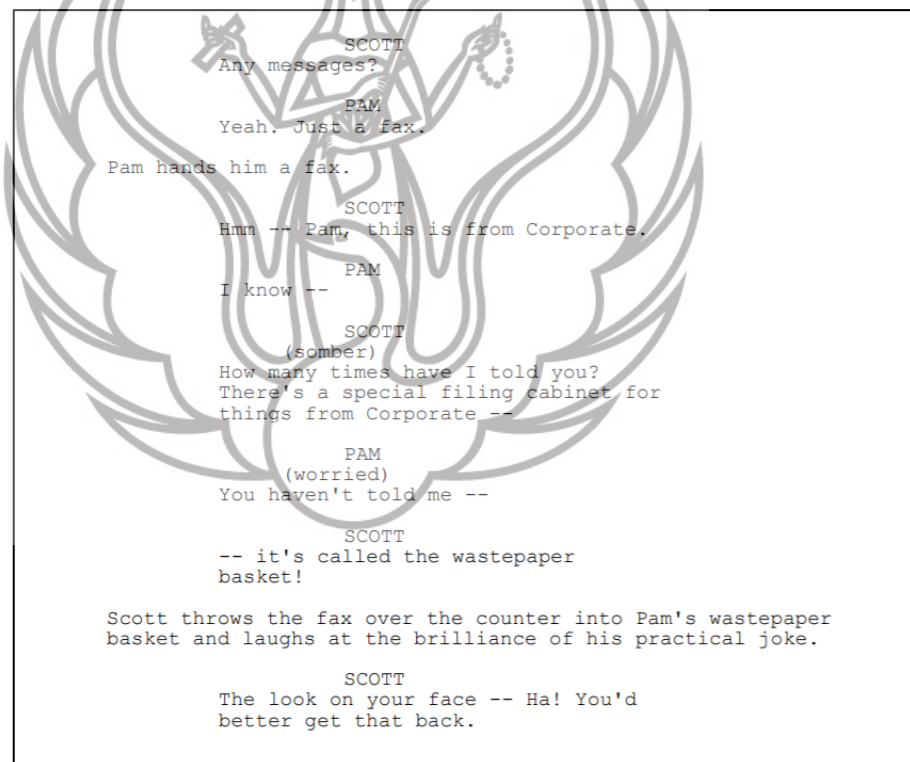 SCOTT
Any messages?
PAM
Yeah. Just a fax.
Pam hands him a fax.
SCOTT
Hmm -- Pam, this is from Corporate.
PAM
I know --
SCOTT
(somber)
How many times have I told you?
There's a special filing cabinet for
things from Corporate --
PAM
(worried)
You haven't told me --
SCOTT
-- it's called the wastepaper
basket!
Scott throws the fax over the counter into Pam's wastepaper
basket and laughs at the brilliance of his practical joke.
SCOTT
The look on your face -- Ha! You'd
better get that back.